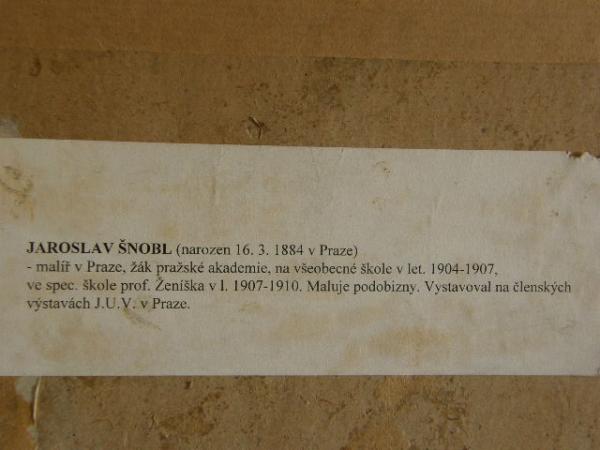 JAROSLAV ŠNOBL (narozen 16. 3. 1884 v Praze)
- malíř v Praze, žák pražské akademie, na všeobecné škole v let. 1904-1907,
ve spec. škole prof. Ženíška v l. 1907-1910. Maluje podobizny. Vystavoval na členských
výstavách J.U.V. v Praze.